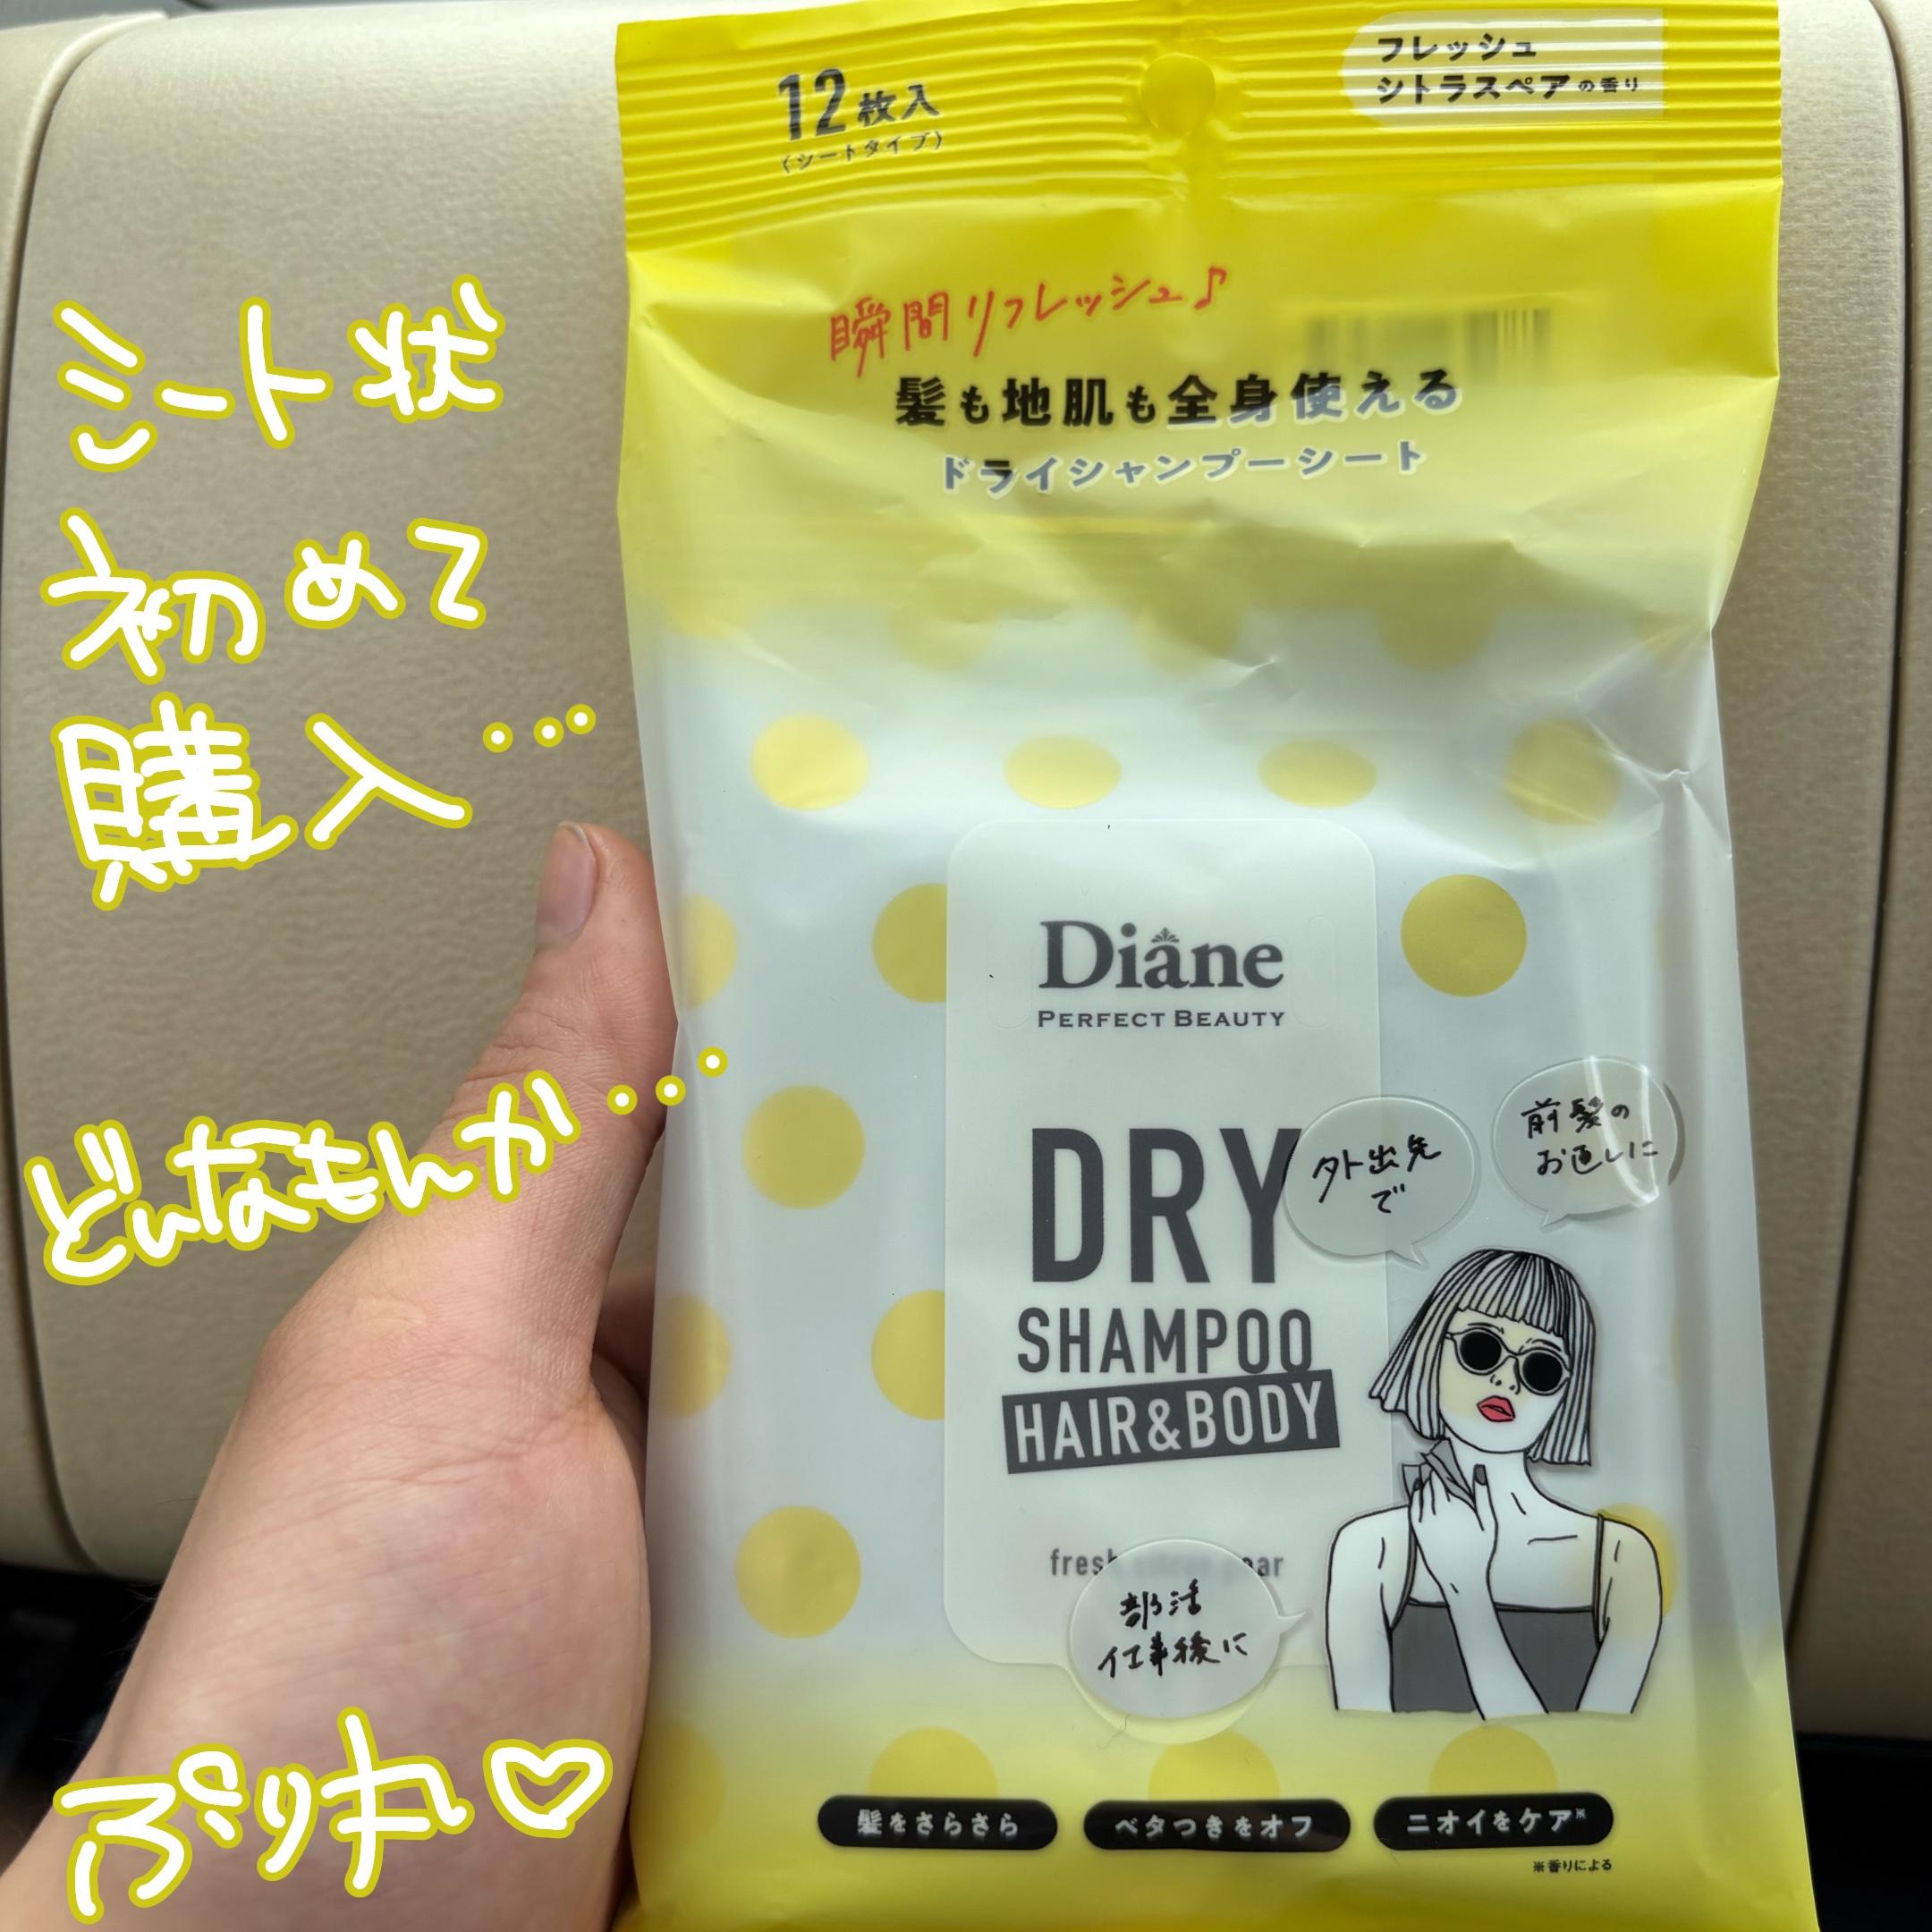 12枚入
(シートタイプ)
フレッシュ
シトラスペアの香り
瞬間リフレッシュ♪
髪も地肌も全身使える
ドライシャンプーシート
シート状
初めて
購入…
どんなもんか…
ぷり丸♡
Diane
PERFECT BEAUTY
DRY
SHAMPOO
HAIR&BODY
外出先
で
前髪の
お直しに
fresh
部活
仕事後に
髪をさらさら
ベタつきをオフ
ニオイをケア※
※香りによる